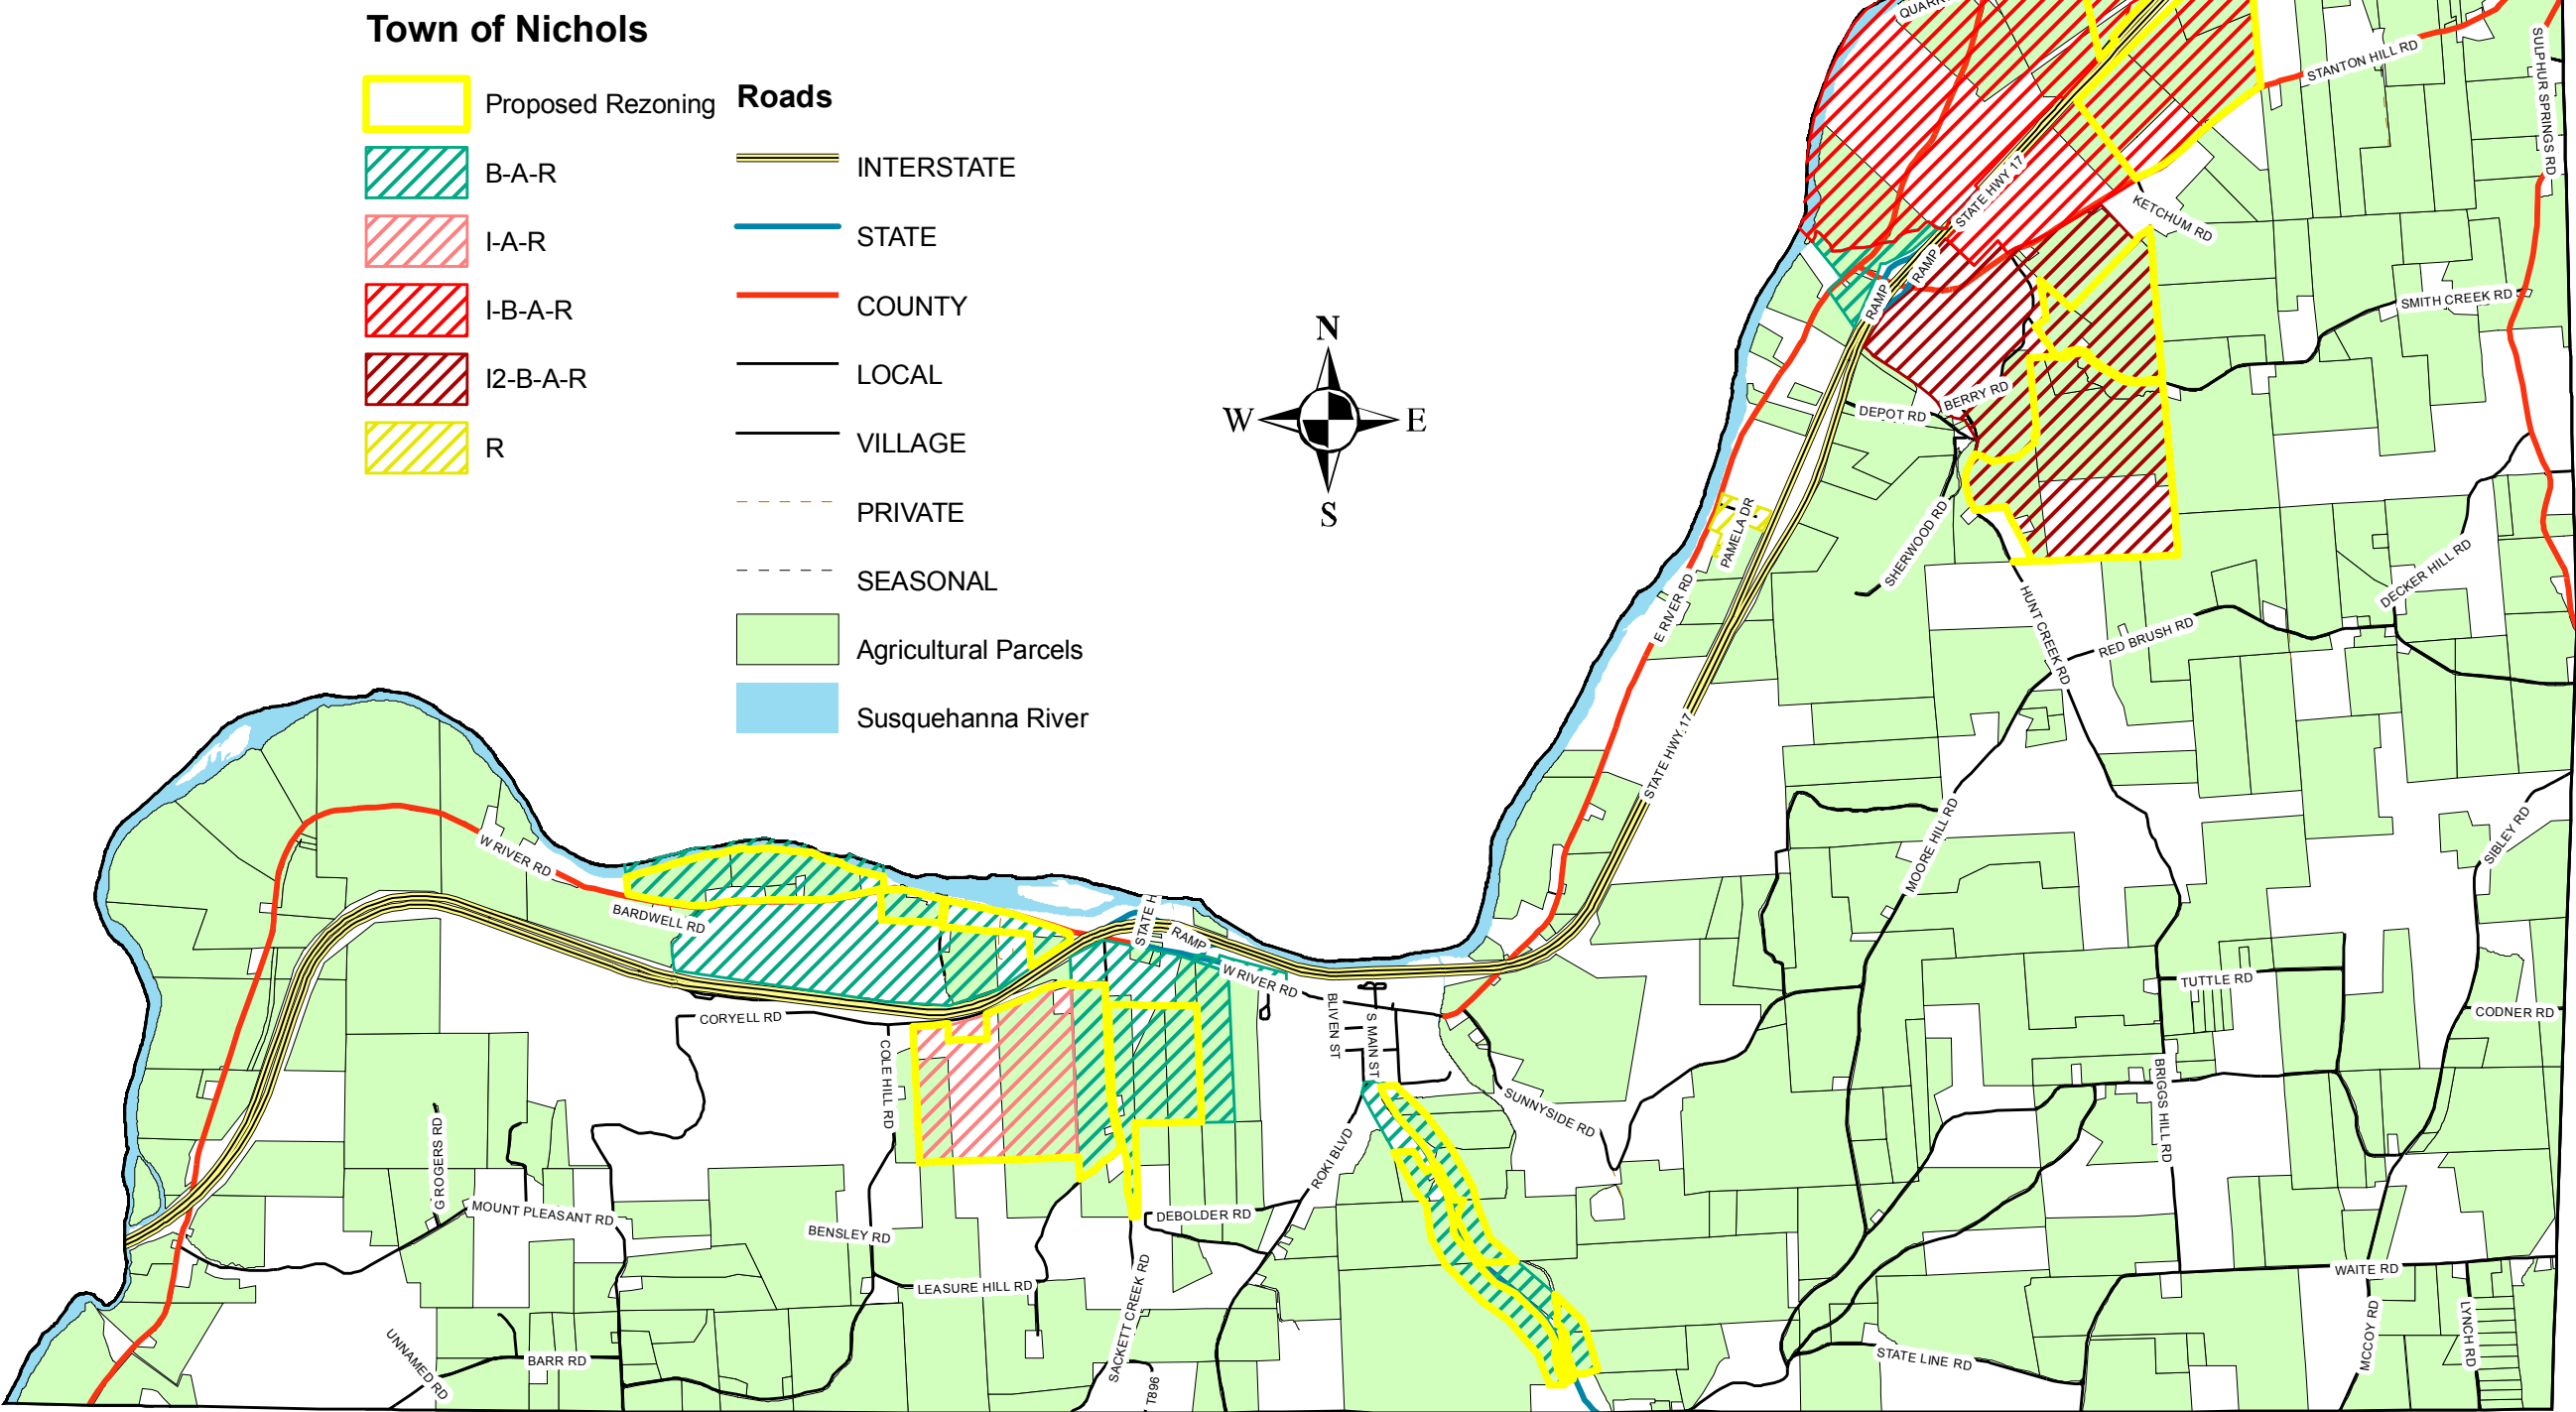 Town of Nichols
Proposed Rezoning
B-A-R
I-A-R
I-B-A-R
I2-B-A-R
R
Roads
INTERSTATE
STATE
COUNTY
LOCAL
VILLAGE
PRIVATE
SEASONAL
Agricultural Parcels
Susquehanna River
N
W
E
S
STANTON HILL RD
SULPHUR SPRINGS RD
STATE HWY 17
KETCHUM RD
RAMP
RAMP
SMITH CREEK RD
BERRY RD
DEPOT RD
PAMELA DR
SHERWOOD RD
E RIVER RD
DECKER HILL RD
HUNT CREEK RD
RED BRUSH RD
STATE HWY 17
MOORE HILL RD
SIBLEY RD
W RIVER RD
BARDWELL RD
STATE H
RAMP
W RIVER RD
TUTTLE RD
CODNER RD
CORYELL RD
COLE HILL RD
BLIVEN ST
S MAIN ST
SUNNYSIDE RD
BRIGGS HILL RD
G ROGERS RD
MOUNT PLEASANT RD
BENSLEY RD
ROKI BLVD
DEBOLDER RD
LEASURE HILL RD
SACKETT CREEK RD
WAITE RD
MCCOY RD
LYNCH RD
UNNAMED RD
BARR RD
T896
STATE LINE RD